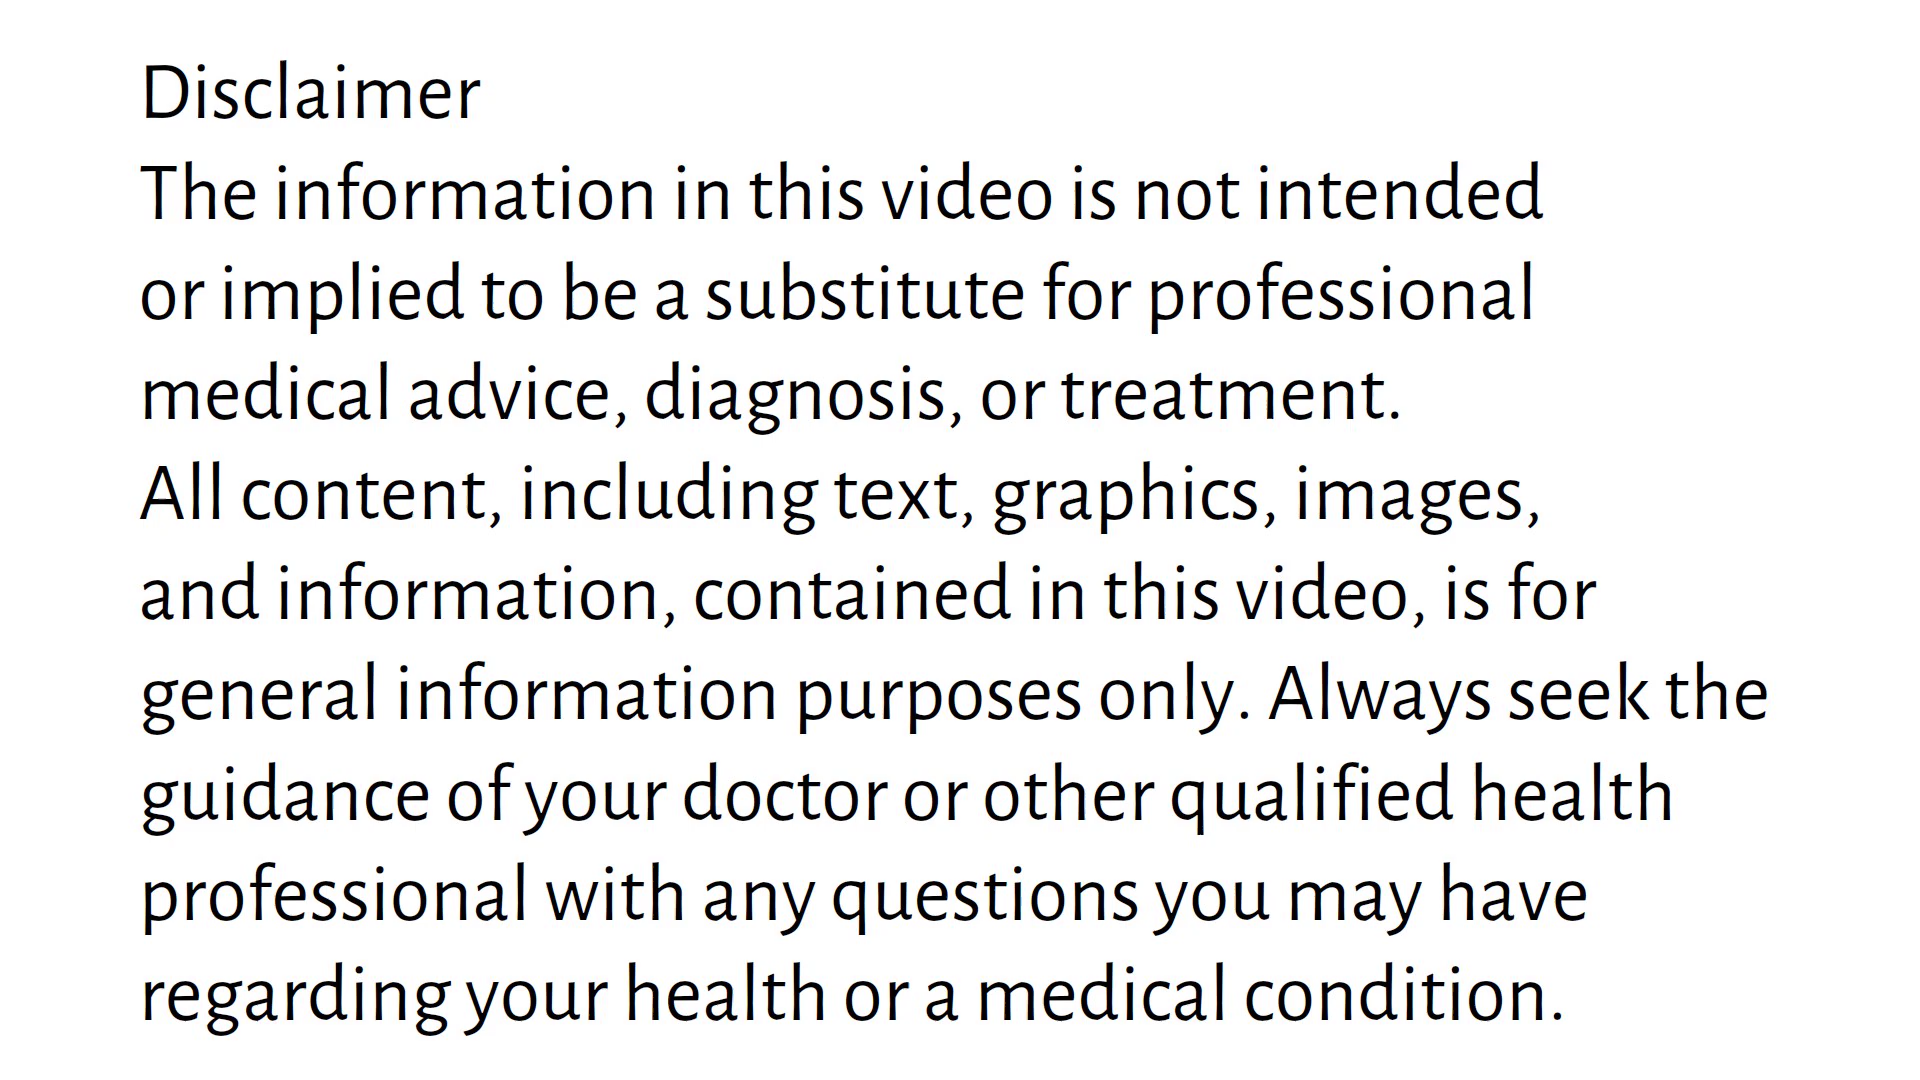 Disclaimer
The information in this video is not intended
or implied to be a substitute for professional
medical advice, diagnosis, or treatment.
All content, including text, graphics, images,
and information, contained in this video, is for
general information purposes only. Always seek the
guidance of your doctor or other qualified health
professional with any questions you may have
regarding your health or a medical condition.